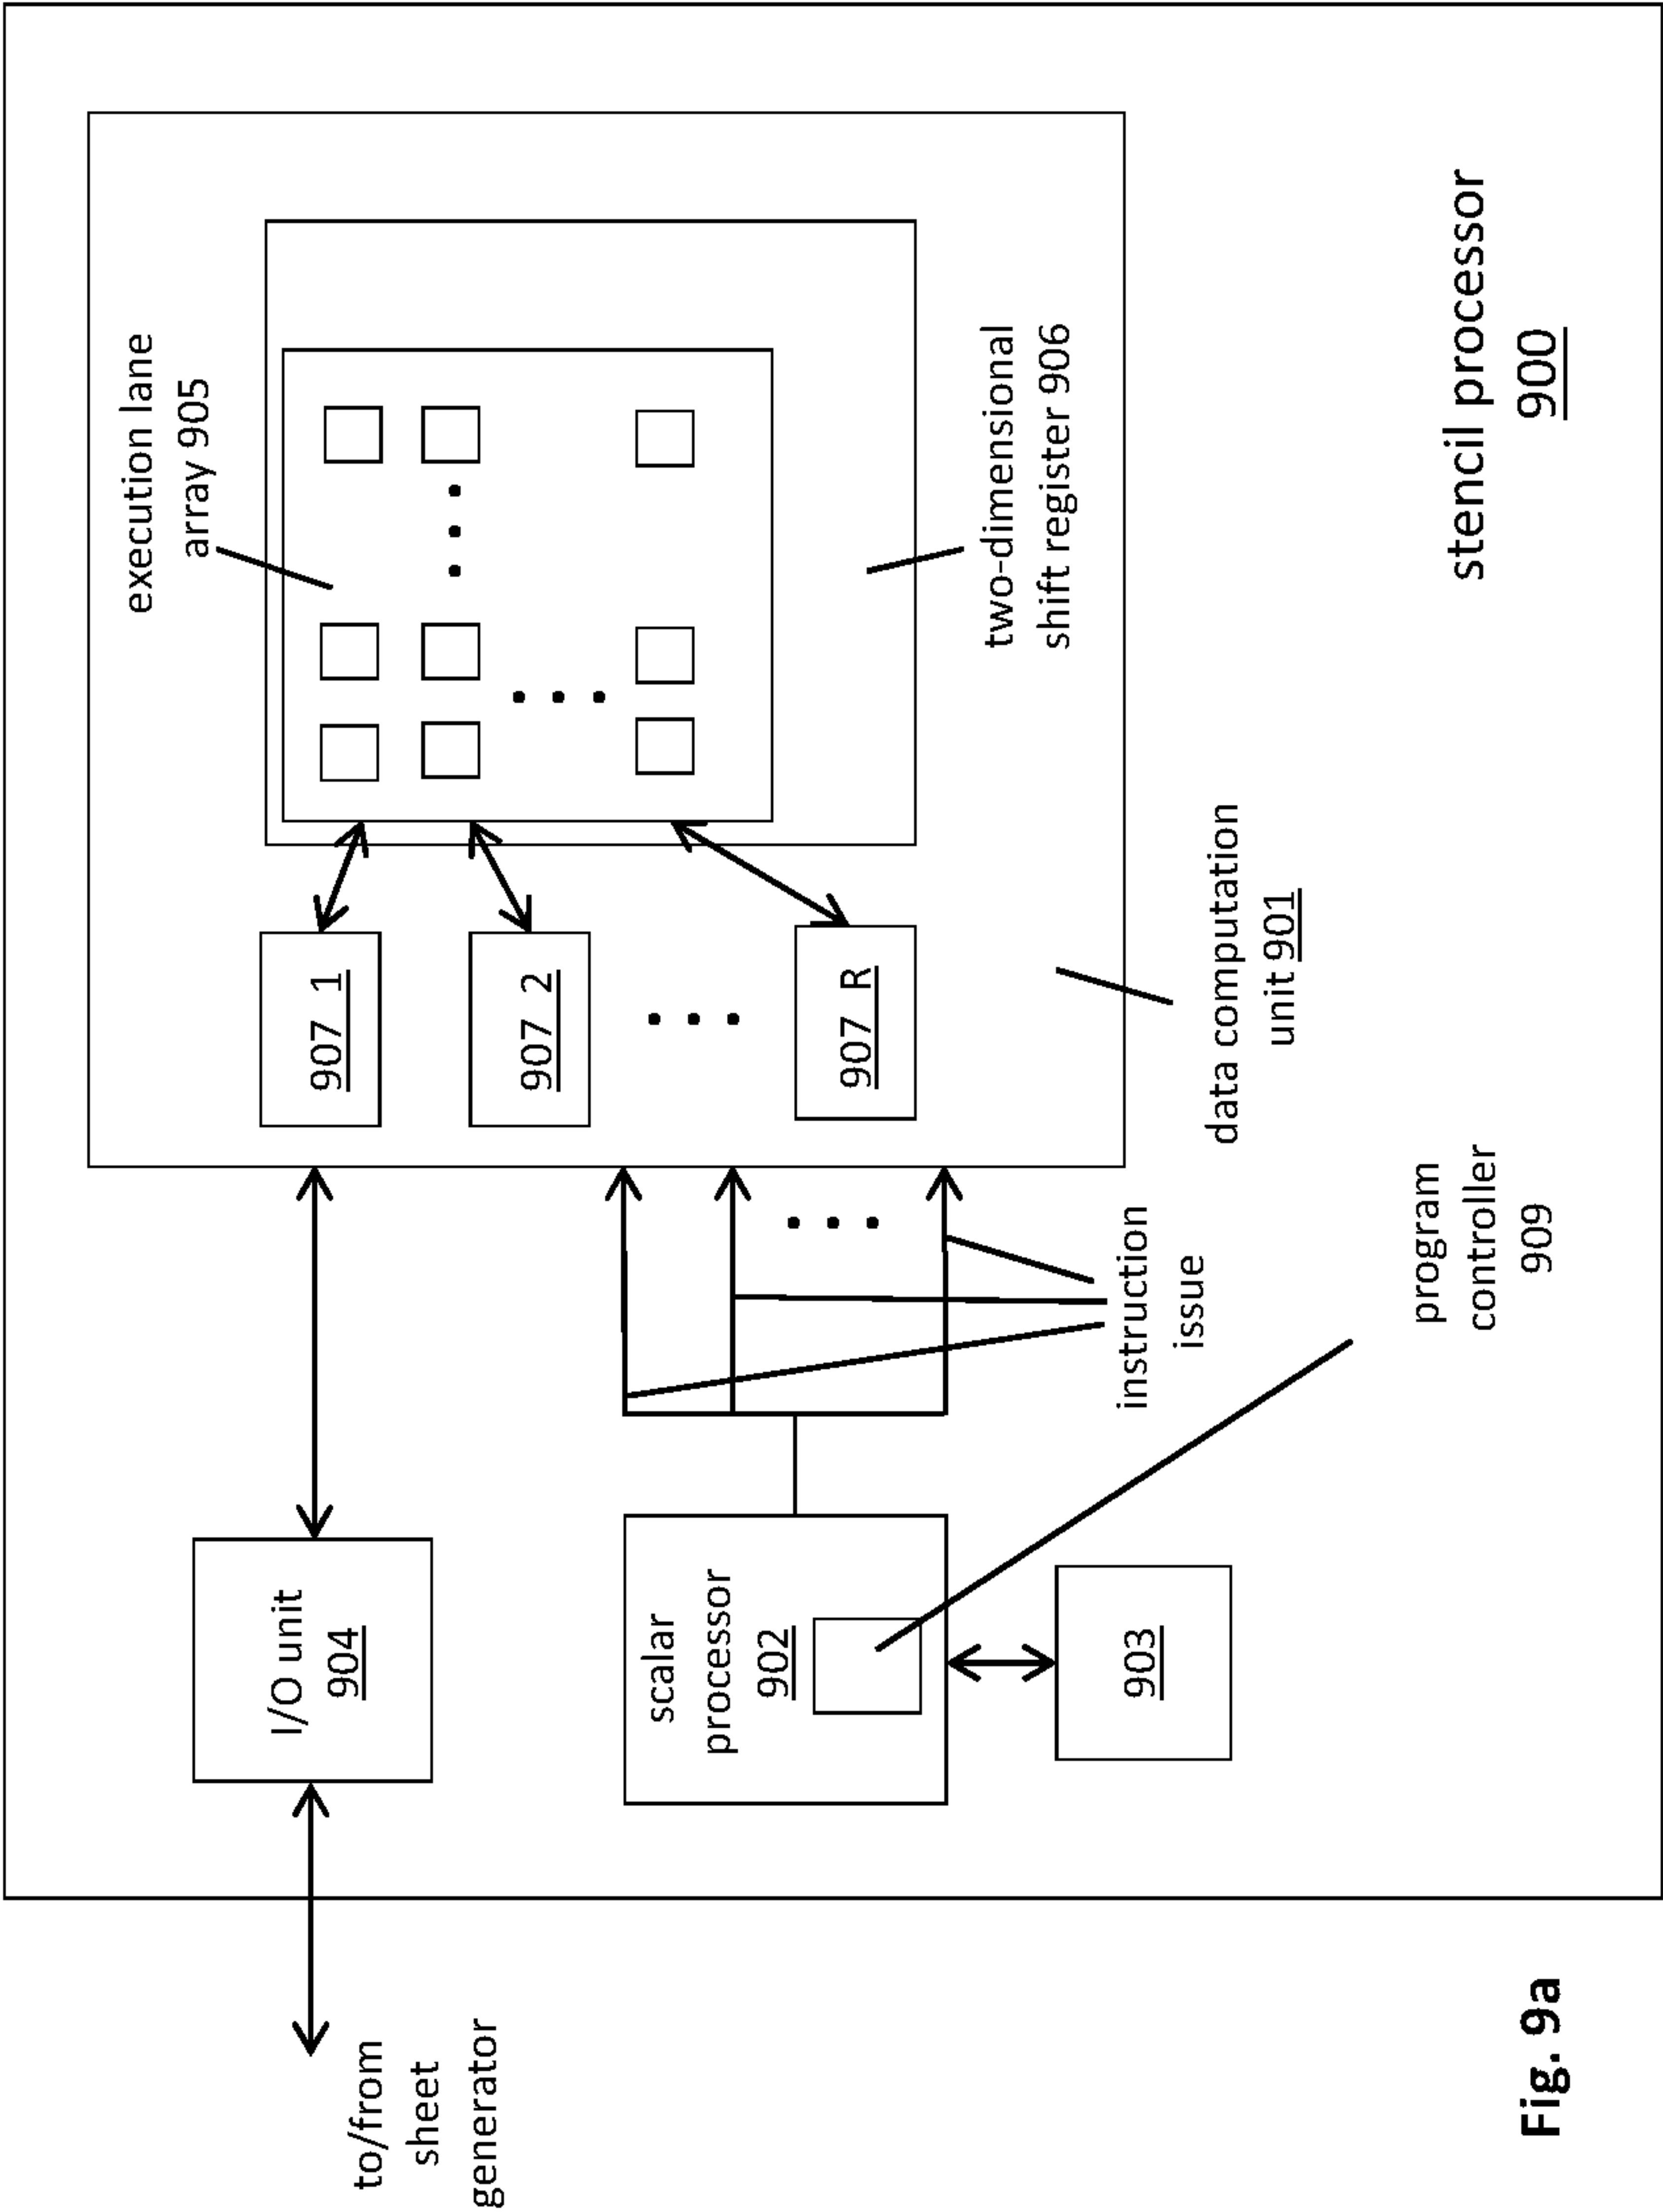 execution lane
array 905
I/O unit
904
to/from
sheet
generator
907_1
907_2
907_R
scalar
processor
902
903
instruction
issue
two-dimensional
shift register 906
data computation
unit 901
program
controller
909
stencil processor
900
Fig. 9a